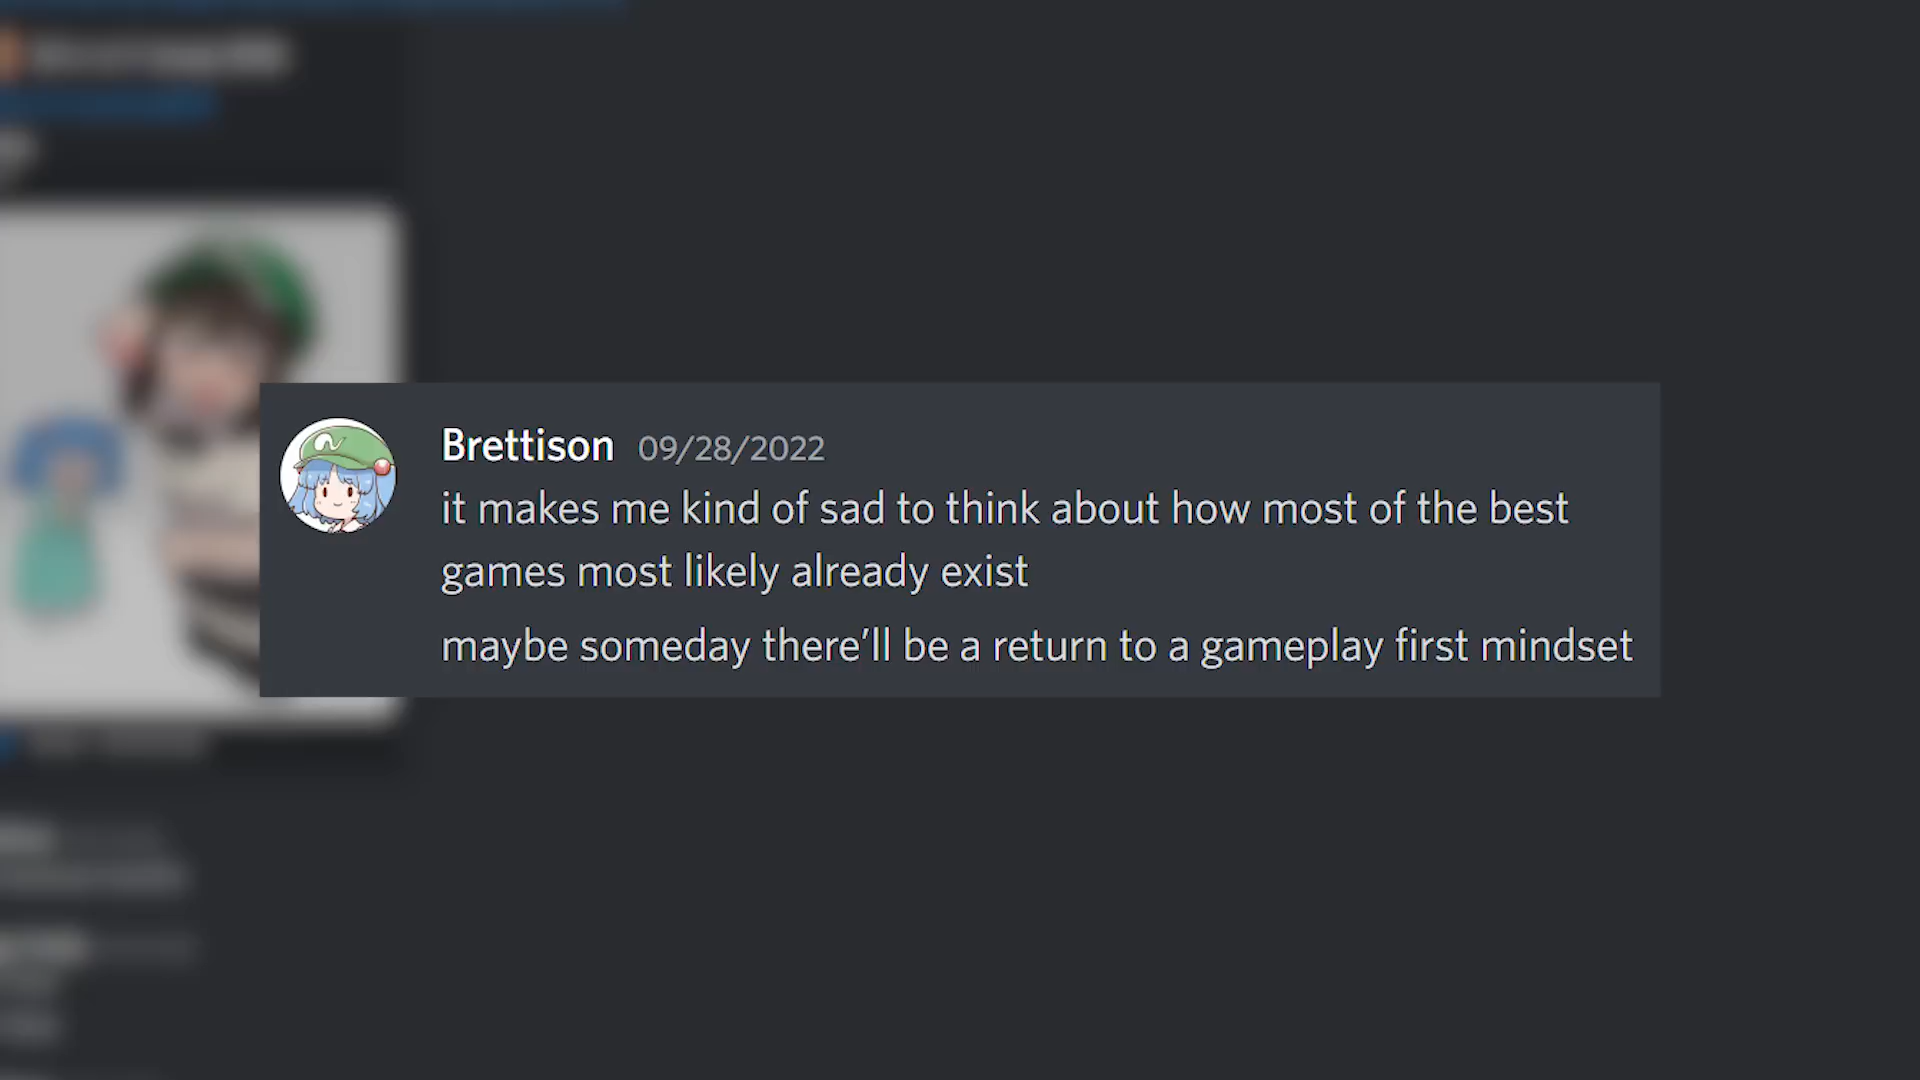 Brettison 09/28/2022
it makes me kind of sad to think about how most of the best
games most likely already exist
maybe someday there’ll be a return to a gameplay first mindset